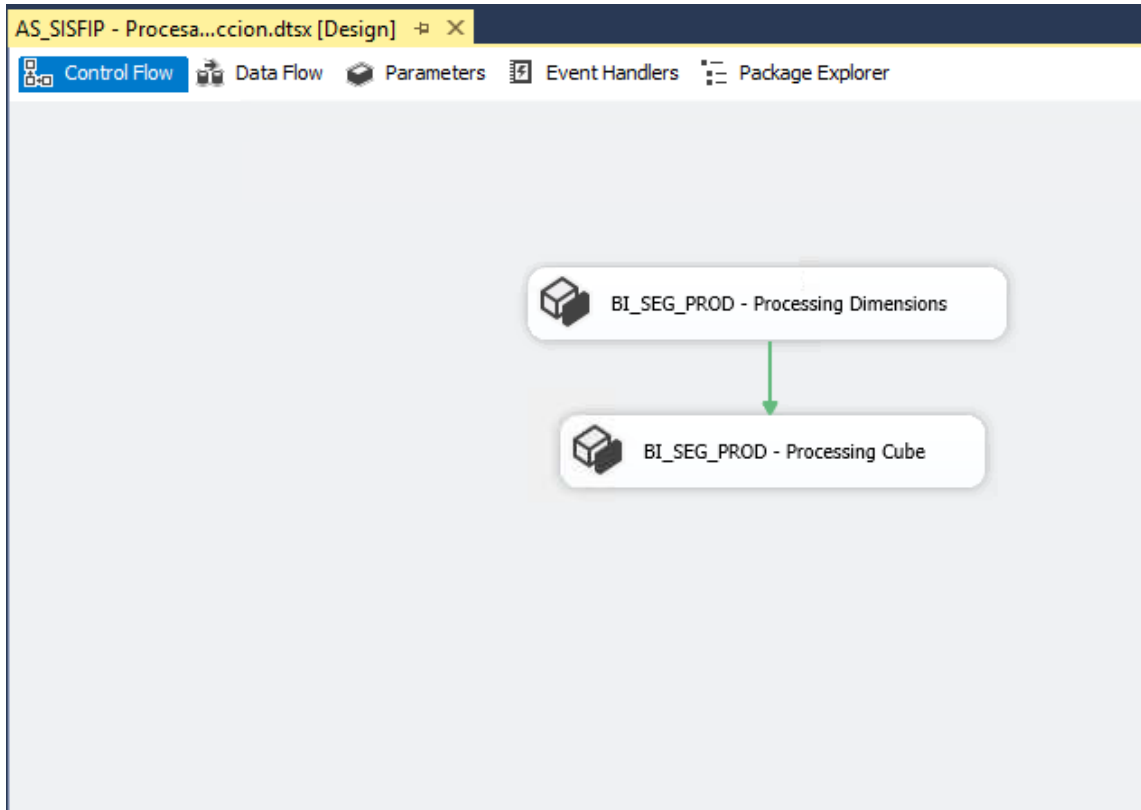 AS_SISFIP - Procesa...ccion.dtsx [Design]
Control Flow Data Flow Parameters Event Handlers Package Explorer
BI_SEG_PROD - Processing Dimensions
BI_SEG_PROD - Processing Cube